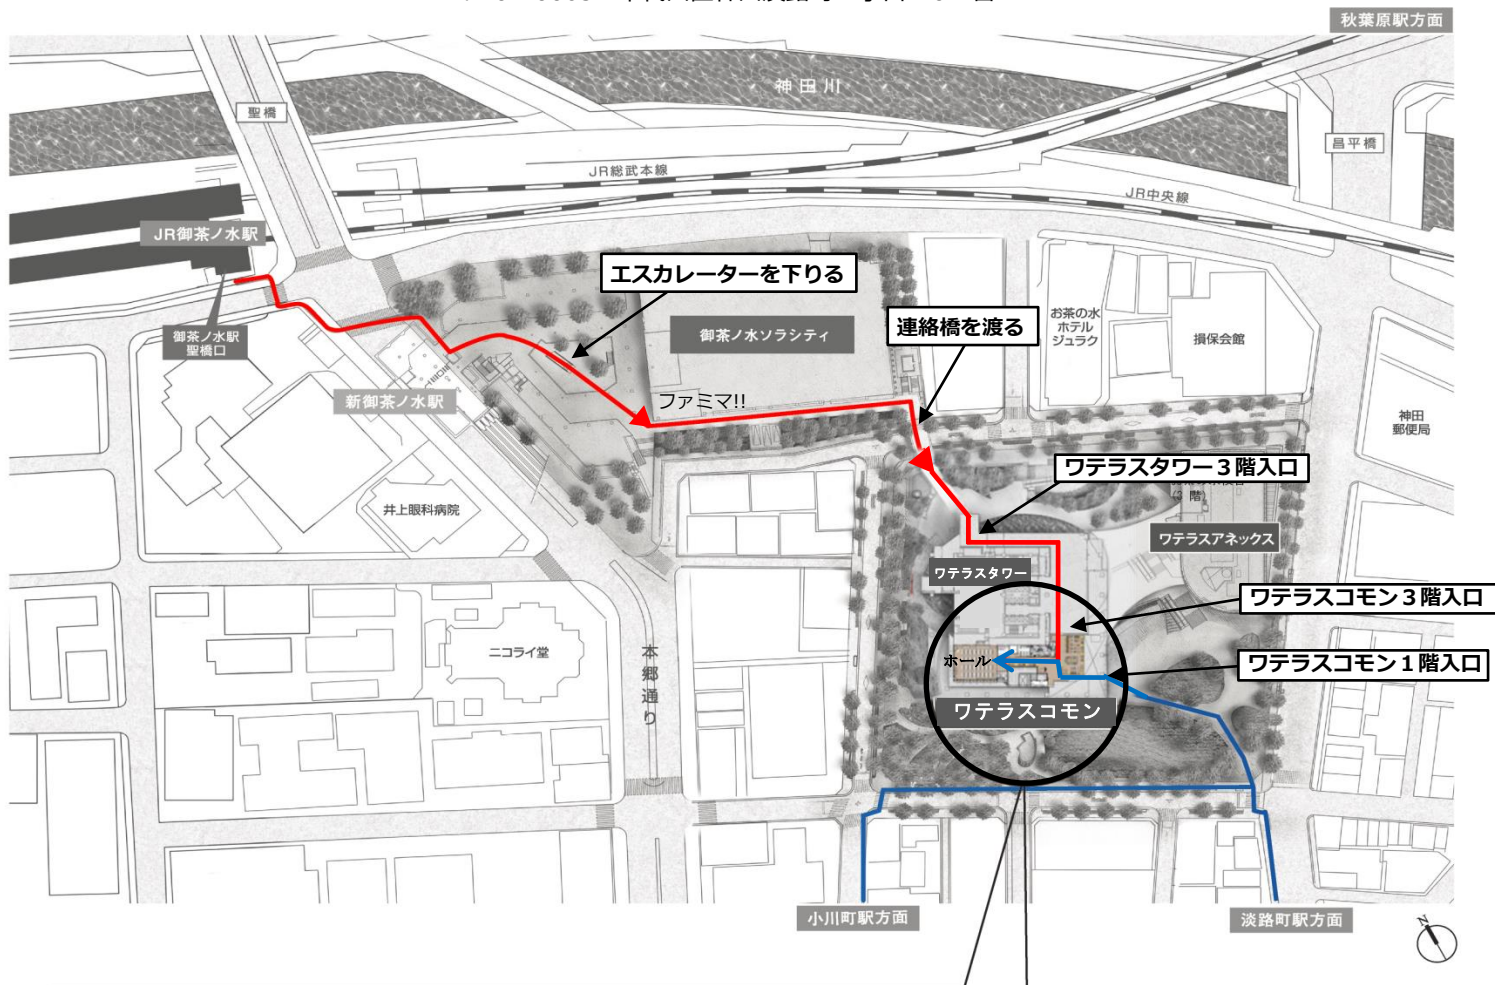 秋葉原駅方面
神田川
聖橋
昌平橋
JR総武本線
JR中央線
JR御茶ノ水駅
エスカレーターを下りる
御茶ノ水駅
聖橋口
御茶ノ水ソラシティ
連絡橋を渡る
お茶の水
ホテル
ジュラク
損保会館
新御茶ノ水駅
ファミマ!!
神田
郵便局
ワテラスタワー３階入口
井上眼科病院
ワテラスアネックス
ワテラスタワー
ワテラスコモン３階入口
ニコライ堂
本郷通り
ホール
ワテラスコモン１階入口
ワテラスコモン
小川町駅方面
淡路町駅方面
N